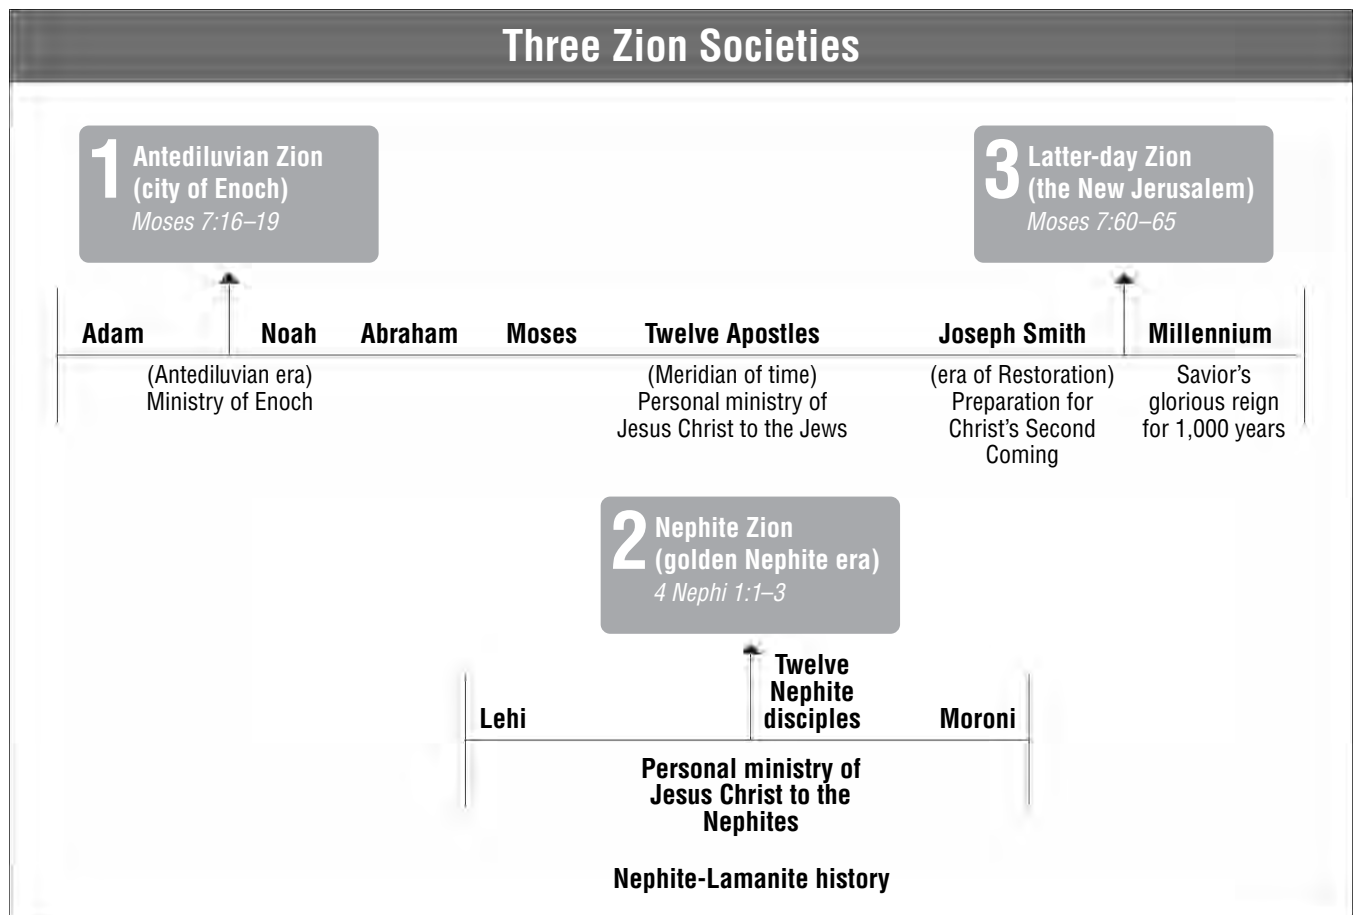 Three Zion Societies
1
Antediluvian Zion
(city of Enoch)
Moses 7:16–19
3
Latter-day Zion
(the New Jerusalem)
Moses 7:60–65
Adam
Noah
Abraham
Moses
Twelve Apostles
Joseph Smith
Millennium
(Antediluvian era)
Ministry of Enoch
(Meridian of time)
Personal ministry of
Jesus Christ to the Jews
(era of Restoration)
Preparation for
Christ's Second
Coming
Savior's
glorious reign
for 1,000 years
2
Nephite Zion
(golden Nephite era)
4 Nephi 1:1–3
Lehi
Twelve
Nephite
disciples
Moroni
Personal ministry of
Jesus Christ to the
Nephites
Nephite-Lamanite history